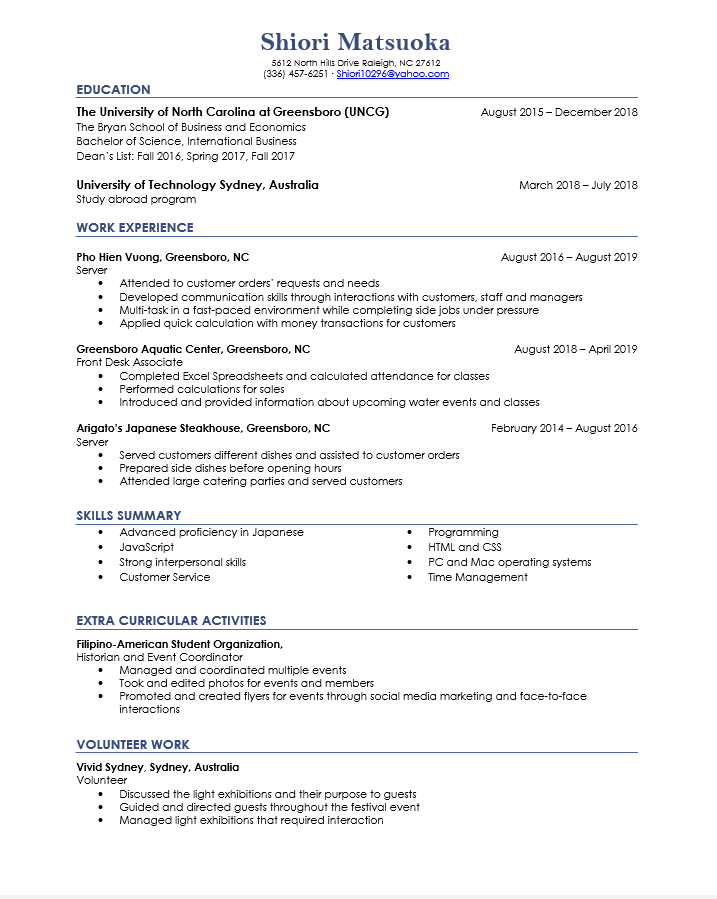 Shiori Matsuoka
5612 North Hills Drive Raleigh, NC 27612
(336) 457-6251 · Shiori10296@yahoo.com
EDUCATION
The University of North Carolina at Greensboro (UNCG) August 2015 – December 2018
The Bryan School of Business and Economics
Bachelor of Science, International Business
Dean's List: Fall 2016, Spring 2017, Fall 2017
University of Technology Sydney, Australia March 2018 – July 2018
Study abroad program
WORK EXPERIENCE
Pho Hien Vuong, Greensboro, NC August 2016 – August 2019
Server
• Attended to customer orders' requests and needs
• Developed communication skills through interactions with customers, staff and managers
• Multi-task in a fast-paced environment while completing side jobs under pressure
• Applied quick calculation with money transactions for customers
Greensboro Aquatic Center, Greensboro, NC August 2018 – April 2019
Front Desk Associate
• Completed Excel Spreadsheets and calculated attendance for classes
• Performed calculations for sales
• Introduced and provided information about upcoming water events and classes
Arigato's Japanese Steakhouse, Greensboro, NC February 2014 – August 2016
Server
• Served customers different dishes and assisted to customer orders
• Prepared side dishes before opening hours
• Attended large catering parties and served customers
SKILLS SUMMARY
• Advanced proficiency in Japanese
• JavaScript
• Strong interpersonal skills
• Customer Service
• Programming
• HTML and CSS
• PC and Mac operating systems
• Time Management
EXTRA CURRICULAR ACTIVITIES
Filipino-American Student Organization,
Historian and Event Coordinator
• Managed and coordinated multiple events
• Took and edited photos for events and members
• Promoted and created flyers for events through social media marketing and face-to-face
interactions
VOLUNTEER WORK
Vivid Sydney, Sydney, Australia
Volunteer
• Discussed the light exhibitions and their purpose to guests
• Guided and directed guests throughout the festival event
• Managed light exhibitions that required interaction